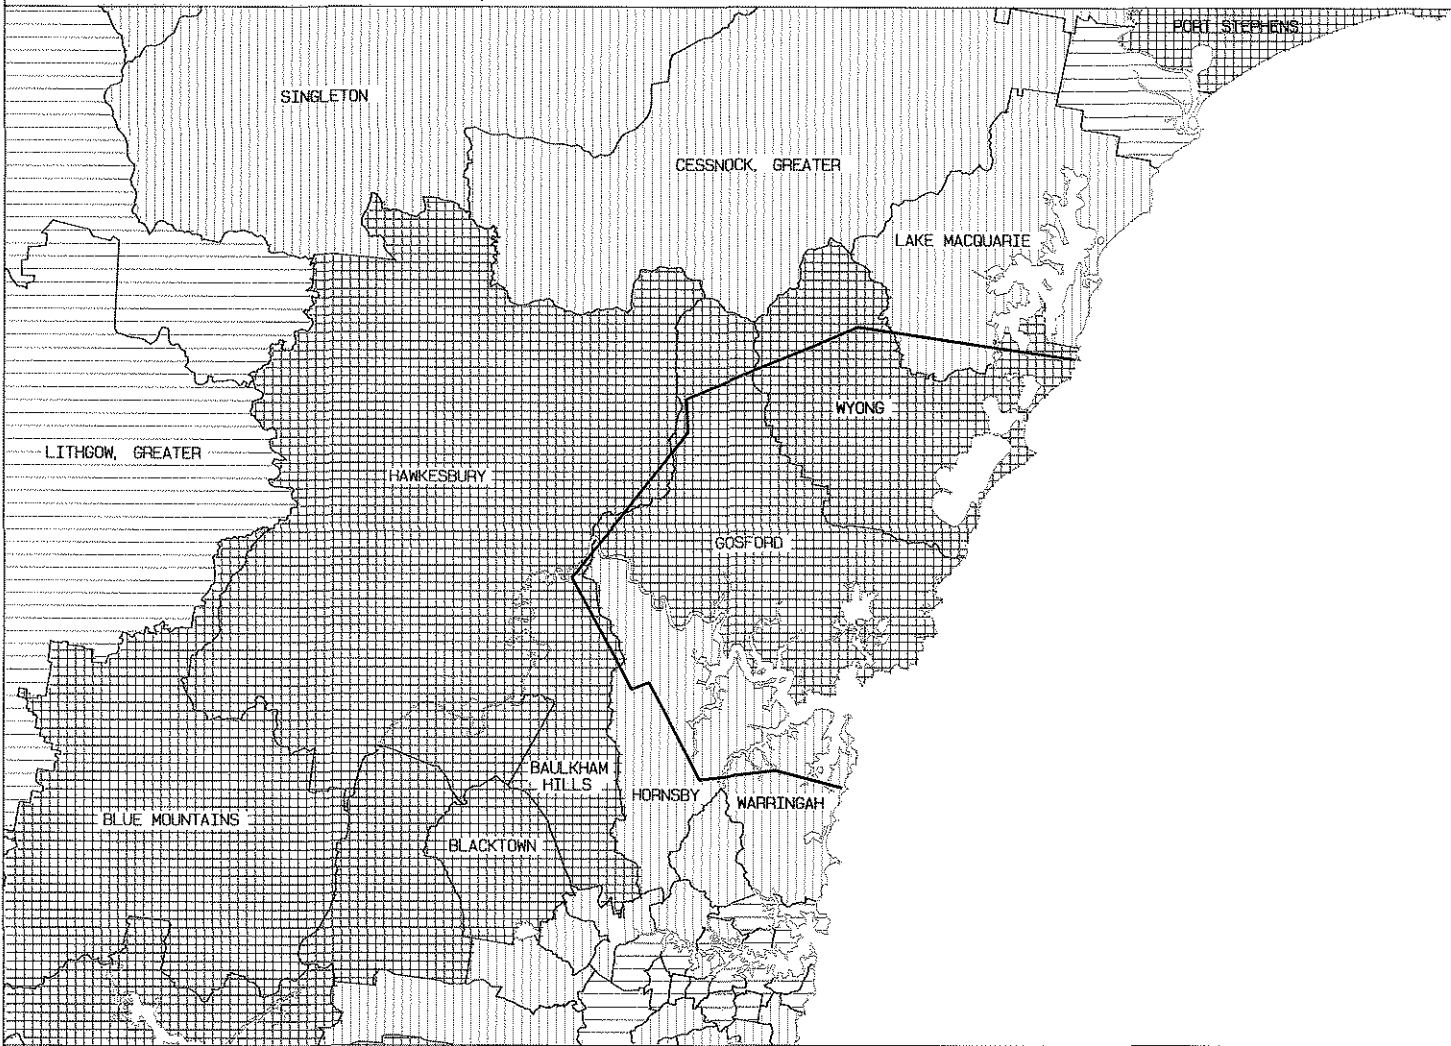 PORT STEPHENS
SINGLETON
CESSNOCK, GREATER
LAKE MACQUARIE
WYONG
LITHGOW, GREATER
HAWKESBURY
GOSFORD
BAULKHAM
HILLS
HORNSBY
WARRINGAH
BLUE MOUNTAINS
BLACKTOWN